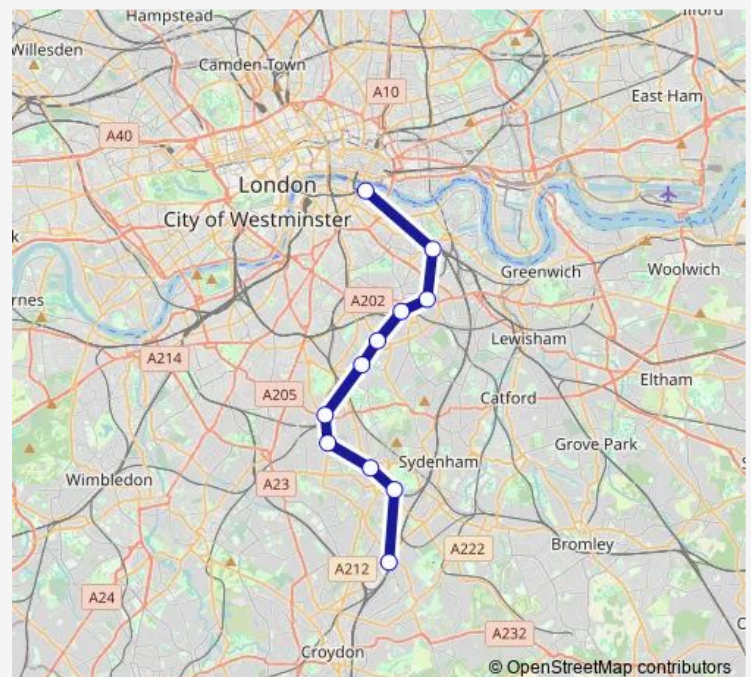 Hampstead
Willesden
Camden Town
A10
East Ham
A40
London
City of Westminster
k
Greenwich
Woolwich
rnes
A202
Lewisham
A214
Eltham
A205
Catford
Grove Park
Sydenham
Wimbledon
A23
A222
Bromley
A212
A24
A232
Croydon
© OpenStreetMap contributors